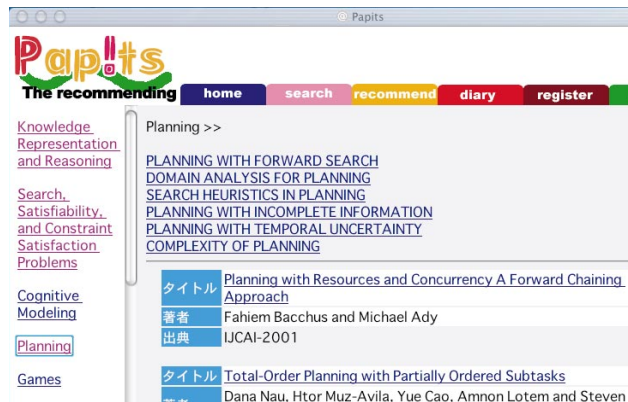 Papits
Papits
The recommending
home search recommend diary register
Knowledge
Representation
and Reasoning
Search,
Satisfiability,
and Constraint
Satisfaction
Problems
Cognitive
Modeling
Planning
Games
Planning >>
PLANNING WITH FORWARD SEARCH
DOMAIN ANALYSIS FOR PLANNING
SEARCH HEURISTICS IN PLANNING
PLANNING WITH INCOMPLETE INFORMATION
PLANNING WITH TEMPORAL UNCERTAINTY
COMPLEXITY OF PLANNING
タイトル Planning with Resources and Concurrency A Forward Chaining
Approach
著者 Fahiem Bacchus and Michael Ady
出典 IJCAI-2001
タイトル Total-Order Planning with Partially Ordered Subtasks
Dana Nau, Htor Muz-Avila, Yue Cao, Amnon Lotem and Steven